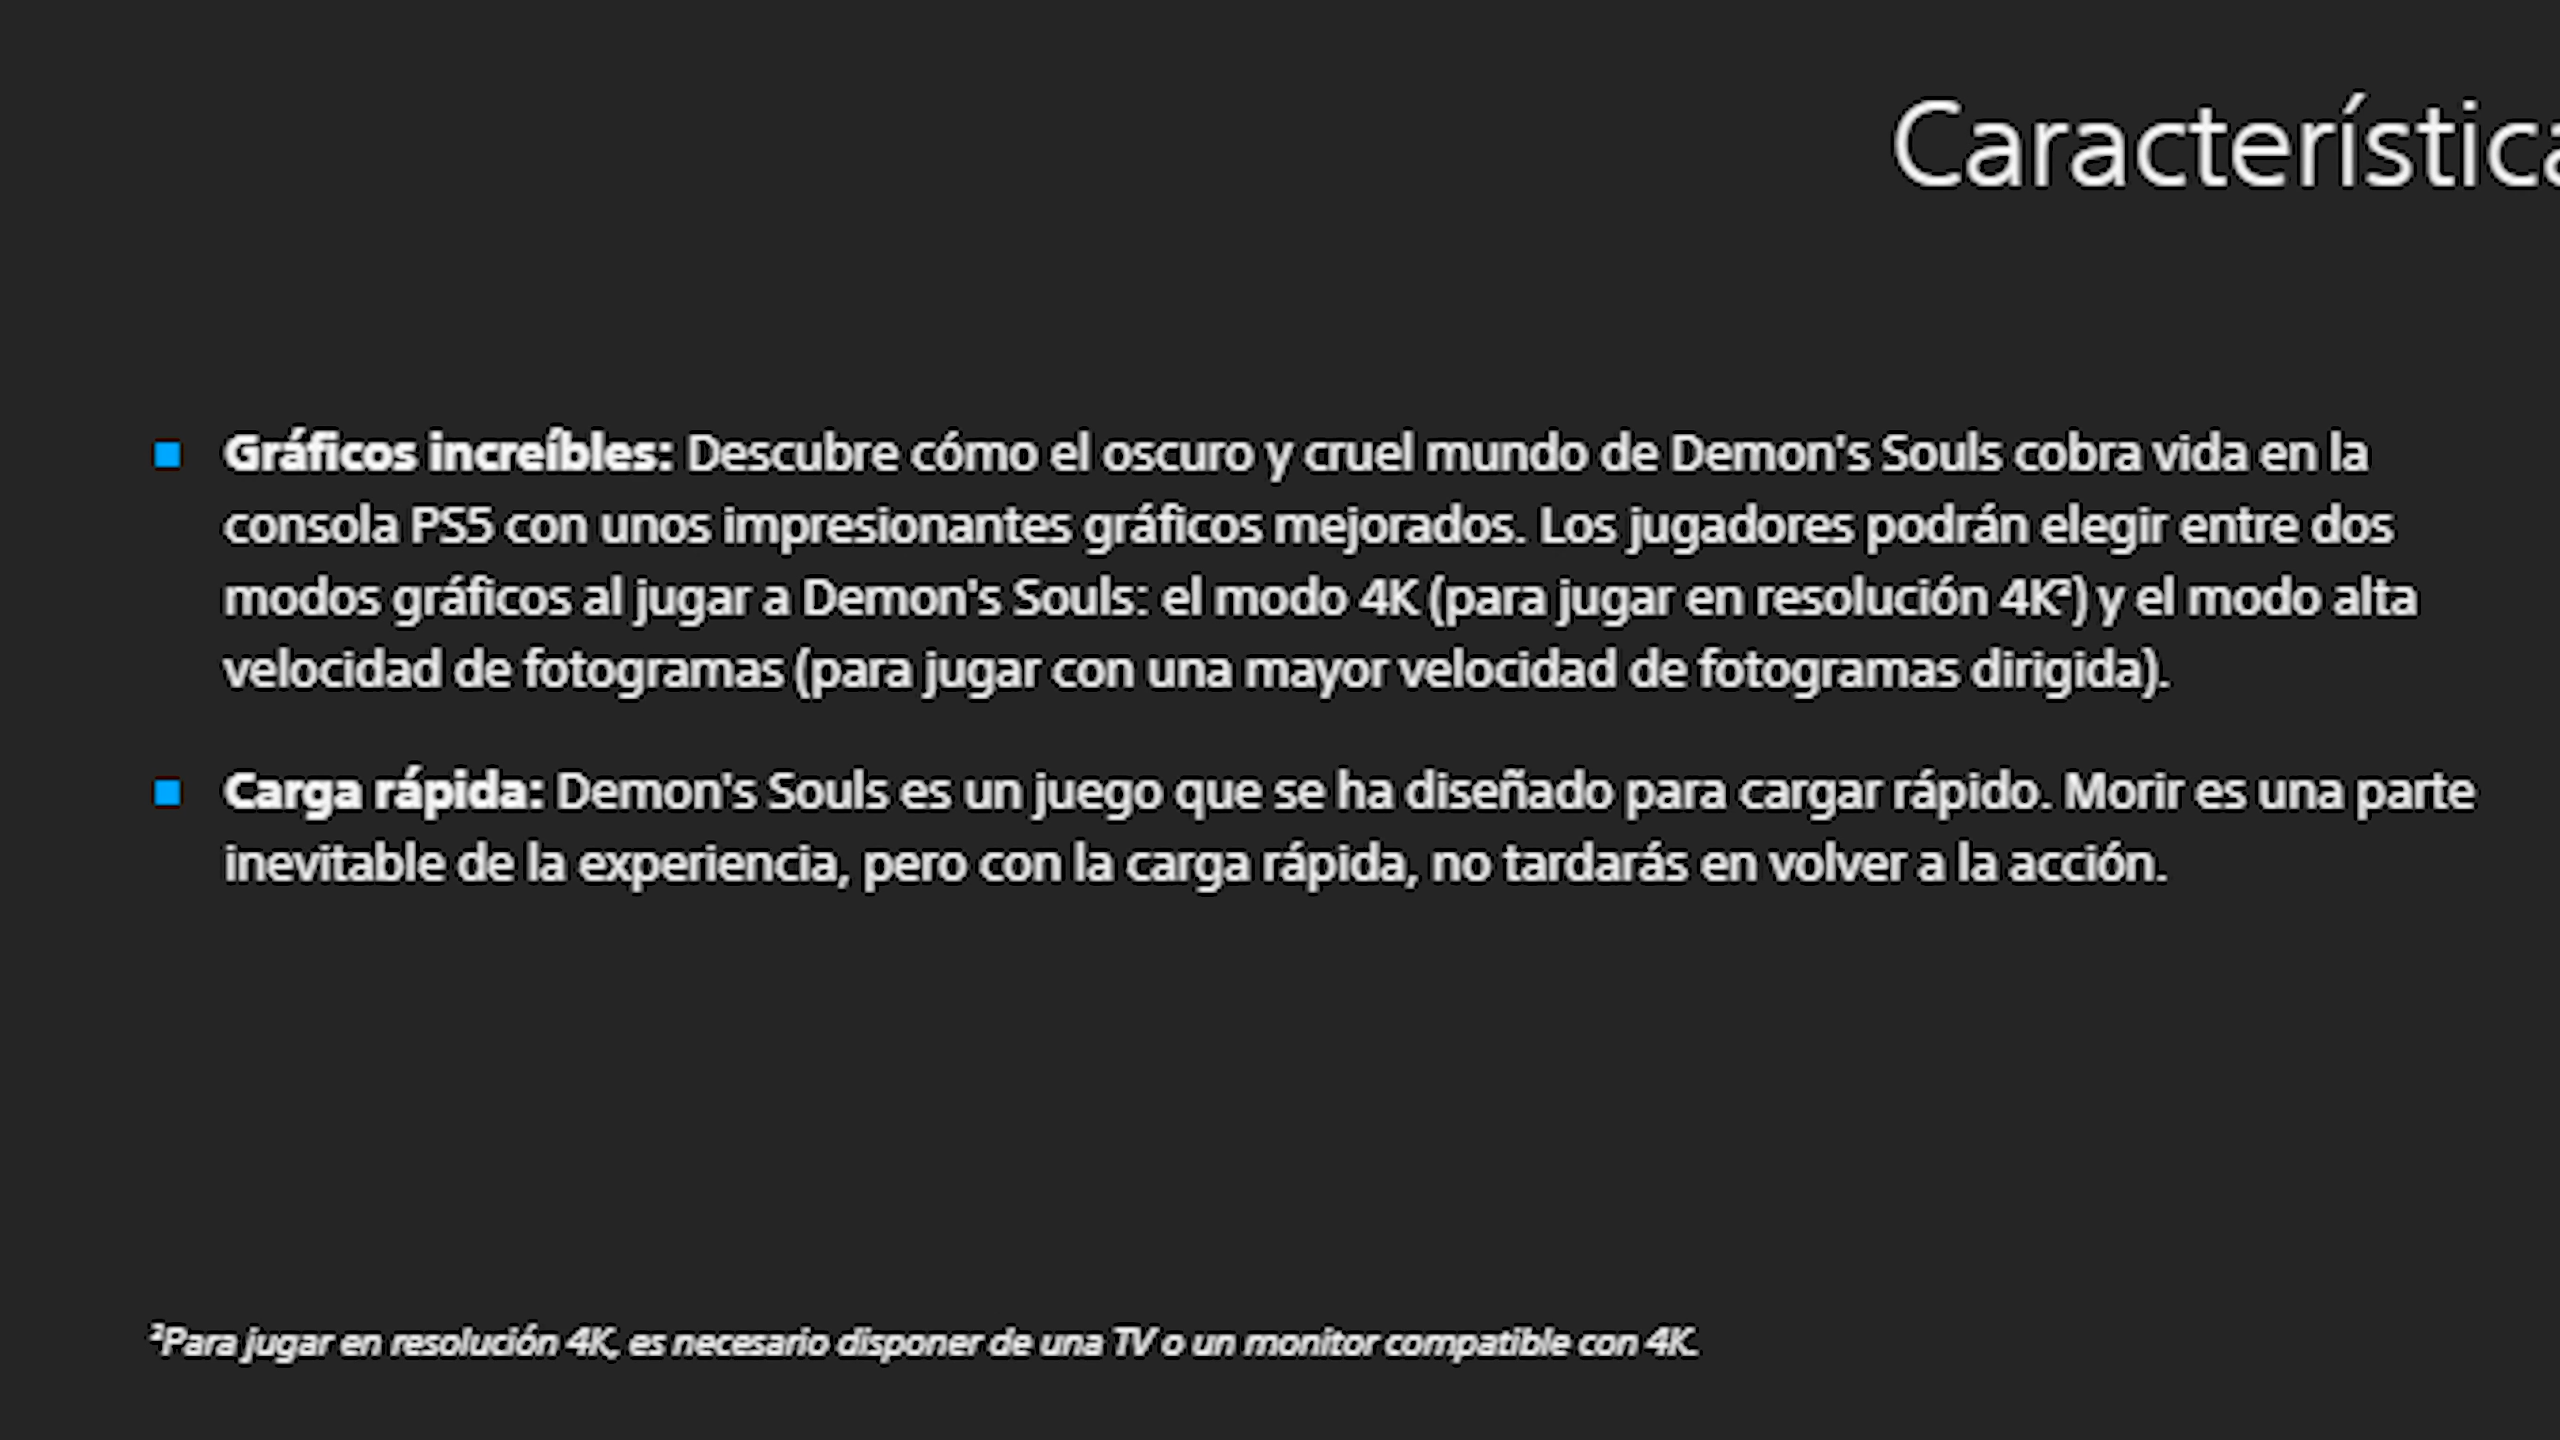 Característica
Gráficos increíbles: Descubre cómo el oscuro y cruel mundo de Demon's Souls cobra vida en la
consola PS5 con unos impresionantes gráficos mejorados. Los jugadores podrán elegir entre dos
modos gráficos al jugar a Demon's Souls: el modo 4K (para jugar en resolución 4K²) y el modo alta
velocidad de fotogramas (para jugar con una mayor velocidad de fotogramas dirigida).
Carga rápida: Demon's Souls es un juego que se ha diseñado para cargar rápido. Morir es una parte
inevitable de la experiencia, pero con la carga rápida, no tardarás en volver a la acción.
²Para jugar en resolución 4K, es necesario disponer de una TV o un monitor compatible con 4K.